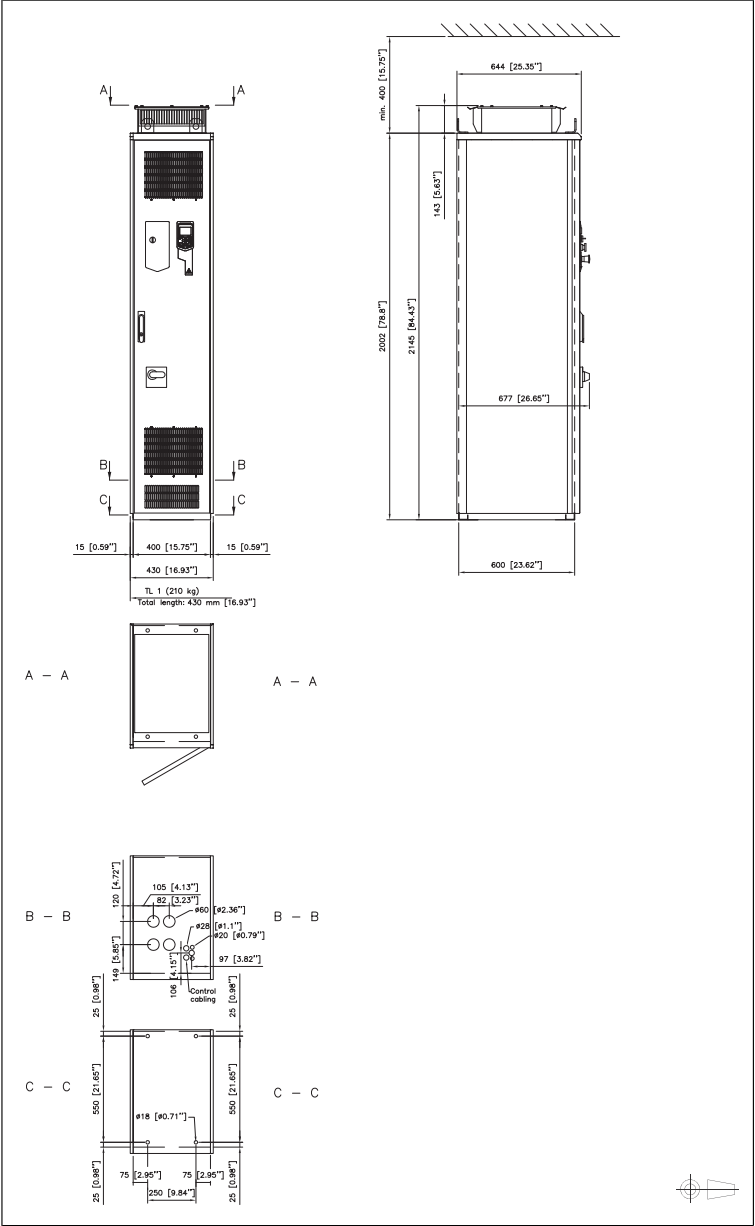 A
A
min. 400 [15.75"]
644 [25.35"]
143 [5.63"]
2002 [78.8"]
2145 [84.43"]
677 [26.65"]
B
B
C
C
15 [0.59"]
400 [15.75"]
15 [0.59"]
430 [16.93"]
600 [23.62"]
TL 1 (210 kg)
Total length: 430 mm [16.93"]
A – A
A – A
120 [4.72"]
105 [4.13"]
82 [3.23"]
ø60 [ø2.36"]
B – B
B – B
ø28 [ø1.1"]
ø20 [ø0.79"]
149 [5.85"]
97 [3.82"]
106 [4.15"]
Control
cabling
25 [0.98"]
25 [0.98"]
C – C
C – C
550 [21.65"]
550 [21.65"]
ø18 [ø0.71"]
75 [2.95"]
75 [2.95"]
25 [0.98"]
25 [0.98"]
250 [9.84"]